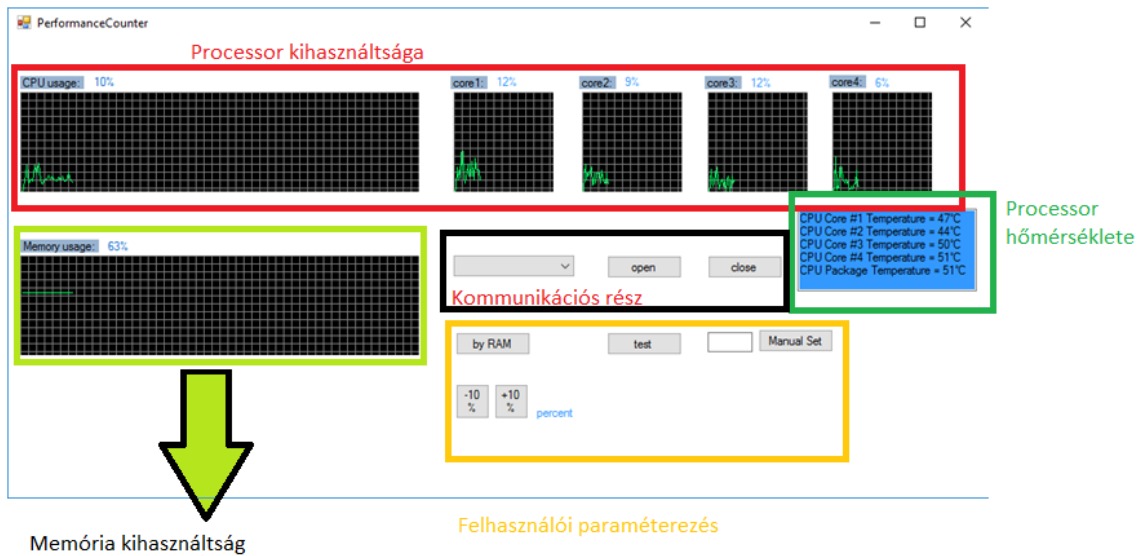 PerformanceCounter
Processor kihasználtsága
CPU usage: 10%
core1: 12%
core2: 9%
core3: 12%
core4: 6%
Processor
hőmérséklete
CPU Core #1 Temperature = 47°C
CPU Core #2 Temperature = 44°C
CPU Core #3 Temperature = 50°C
CPU Core #4 Temperature = 51°C
CPU Package Temperature = 51°C
Memory usage: 63%
open
close
Kommunikációs rész
by RAM
test
Manual Set
-10
%
+10
%
percent
Felhasználói paraméterezés
Memória kihasználtság